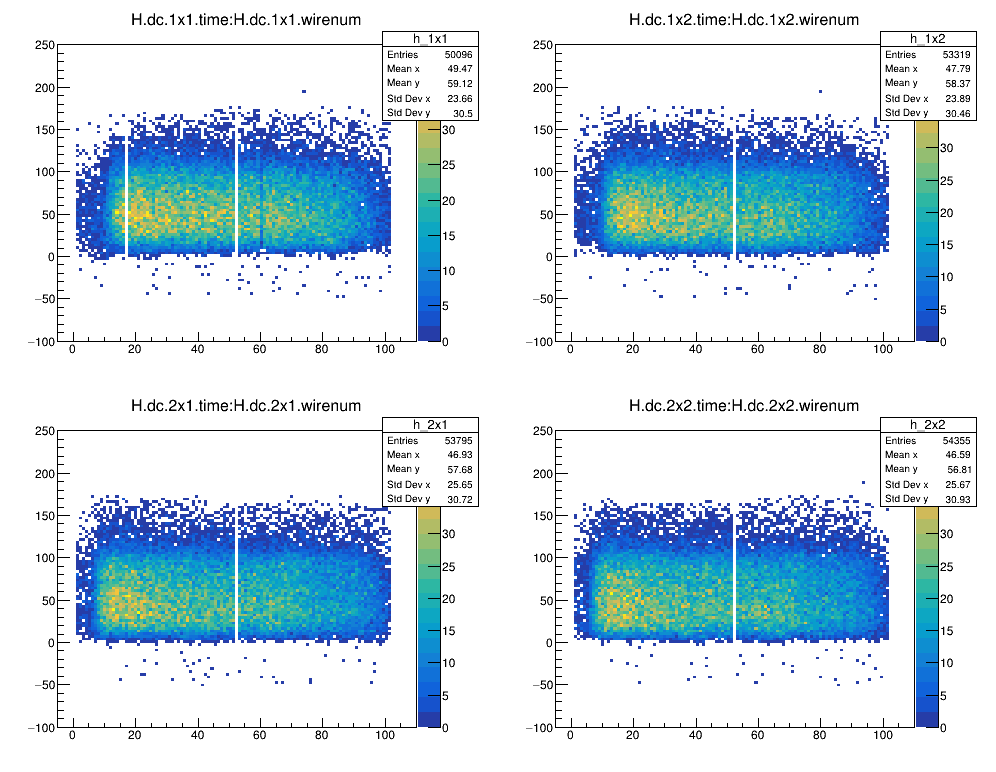 H.dc.1x1.time:H.dc.1x1.wirenum
h_1x1
Entries 50096
Mean x 49.47
Mean y 59.12
Std Dev x 23.66
Std Dev y 30.5
250
200
150
100
50
0
−50
−100
0 20 40 60 80 100
30
25
20
15
10
5
0
H.dc.1x2.time:H.dc.1x2.wirenum
h_1x2
Entries 53319
Mean x 47.79
Mean y 58.37
Std Dev x 23.89
Std Dev y 30.46
250
200
150
100
50
0
−50
−100
0 20 40 60 80 100
30
25
20
15
10
5
0
H.dc.2x1.time:H.dc.2x1.wirenum
h_2x1
Entries 53795
Mean x 46.93
Mean y 57.68
Std Dev x 25.65
Std Dev y 30.72
250
200
150
100
50
0
−50
−100
0 20 40 60 80 100
30
25
20
15
10
5
0
H.dc.2x2.time:H.dc.2x2.wirenum
h_2x2
Entries 54355
Mean x 46.59
Mean y 56.81
Std Dev x 25.67
Std Dev y 30.93
250
200
150
100
50
0
−50
−100
0 20 40 60 80 100
30
25
20
15
10
5
0